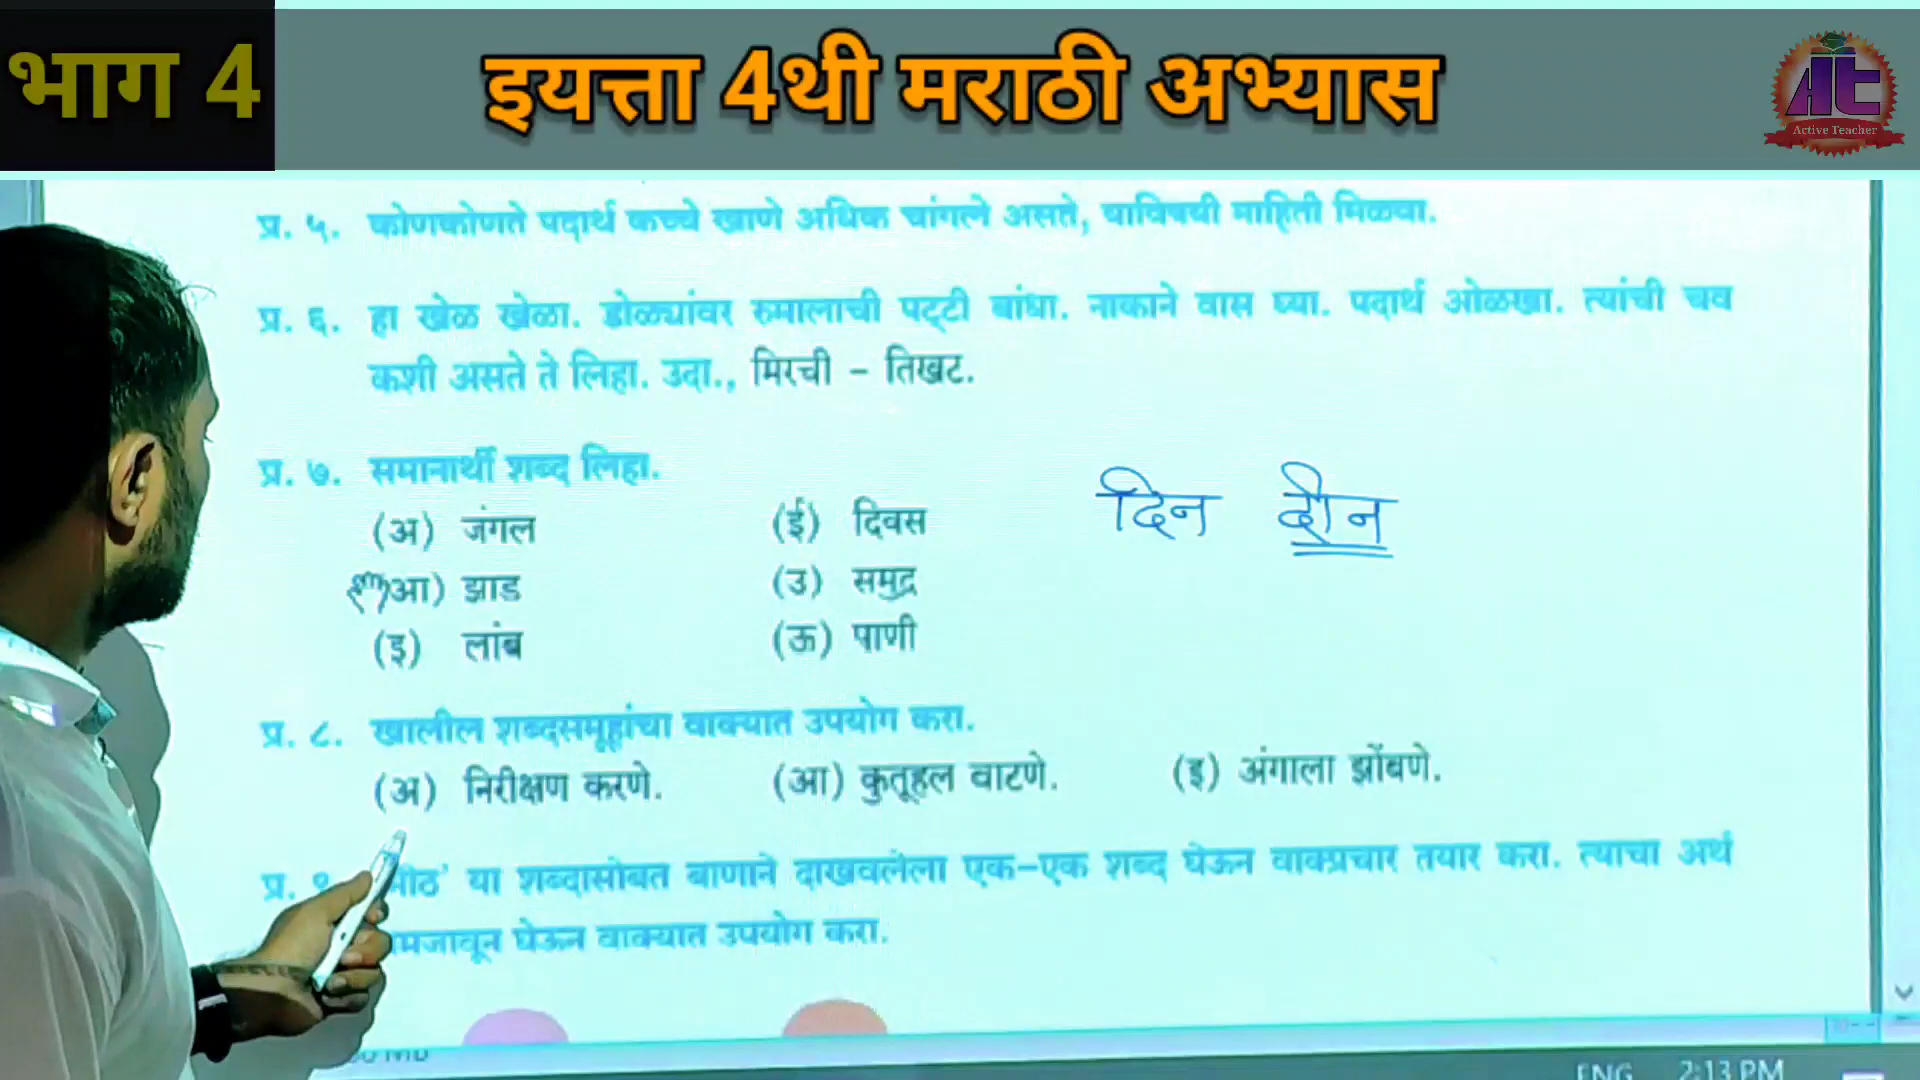 भाग 4
इयत्ता 4थी मराठी अभ्यास
Active Teacher
प्र. ५. कोणकोणते पदार्थ कच्चे खाणे अधिक चांगले असते, याविषयी माहिती मिळवा.
प्र. ६. हा खेळ खेळा. डोळ्यांवर रुमालाची पट्टी बांधा. नाकाने वास घ्या. पदार्थ ओळखा. त्यांची चव
कशी असते ते लिहा. उदा., मिरची – तिखट.
प्र. ७. समानार्थी शब्द लिहा.
(अ) जंगल (ई) दिवस दिन दीन
आ) झाड (उ) समुद्र
(इ) लांब (ऊ) पाणी
प्र. ८. खालील शब्दसमूहांचा वाक्यात उपयोग करा.
(अ) निरीक्षण करणे. (आ) कुतूहल वाटणे. (इ) अंगाला झोंबणे.
प्र. या शब्दासोबत बाणाने दाखवलेला एक-एक शब्द घेऊन वाक्प्रचार तयार करा. त्याचा अर्थ
घेऊन वाक्यात उपयोग करा.
ENG 2:13 PM